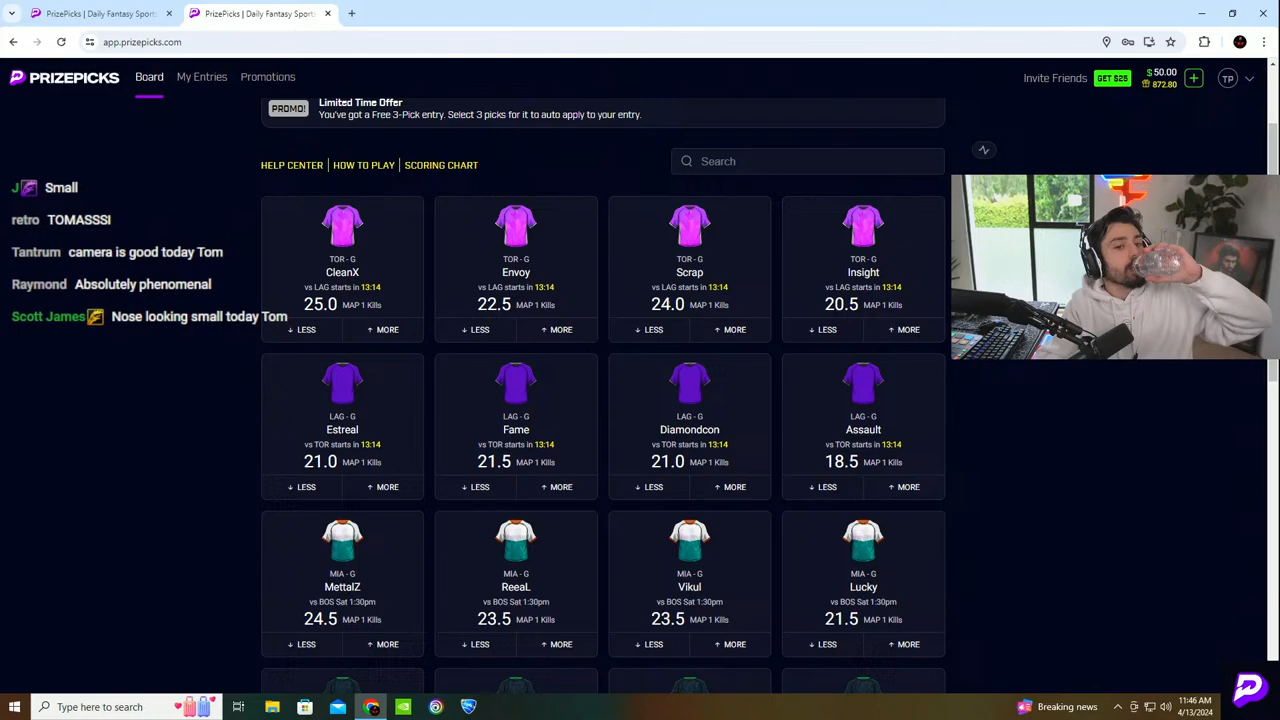 PrizePicks | Daily Fantasy Sports
PrizePicks | Daily Fantasy Sports
app.prizepicks.com
PRIZEPICKS
Board
My Entries
Promotions
Invite Friends
GET $25
$50.00
872.80
TP
PROMO!
Limited Time Offer
You've got a Free 3-Pick entry. Select 3 picks for it to auto apply to your entry.
HELP CENTER | HOW TO PLAY | SCORING CHART
Search
J Small
retro TOMASSSI
Tantrum camera is good today Tom
Raymond Absolutely phenomenal
Scott James Nose looking small today Tom
TOR - G
CleanX
vs LAG starts in 13:14
25.0 MAP 1 Kills
↓ LESS ↑ MORE
TOR - G
Envoy
vs LAG starts in 13:14
22.5 MAP 1 Kills
↓ LESS ↑ MORE
TOR - G
Scrap
vs LAG starts in 13:14
24.0 MAP 1 Kills
↓ LESS ↑ MORE
TOR - G
Insight
vs LAG starts in 13:14
20.5 MAP 1 Kills
↓ LESS ↑ MORE
LAG - G
Estreal
vs TOR starts in 13:14
21.0 MAP 1 Kills
↓ LESS ↑ MORE
LAG - G
Fame
vs TOR starts in 13:14
21.5 MAP 1 Kills
↓ LESS ↑ MORE
LAG - G
Diamondcon
vs TOR starts in 13:14
21.0 MAP 1 Kills
↓ LESS ↑ MORE
LAG - G
Assault
vs TOR starts in 13:14
18.5 MAP 1 Kills
↓ LESS ↑ MORE
MIA - G
MettalZ
vs BOS Sat 1:30pm
24.5 MAP 1 Kills
↓ LESS ↑ MORE
MIA - G
ReeaL
vs BOS Sat 1:30pm
23.5 MAP 1 Kills
↓ LESS ↑ MORE
MIA - G
Vikul
vs BOS Sat 1:30pm
23.5 MAP 1 Kills
↓ LESS ↑ MORE
MIA - G
Lucky
vs BOS Sat 1:30pm
21.5 MAP 1 Kills
↓ LESS ↑ MORE
Type here to search
Breaking news
11:46 AM
4/13/2024